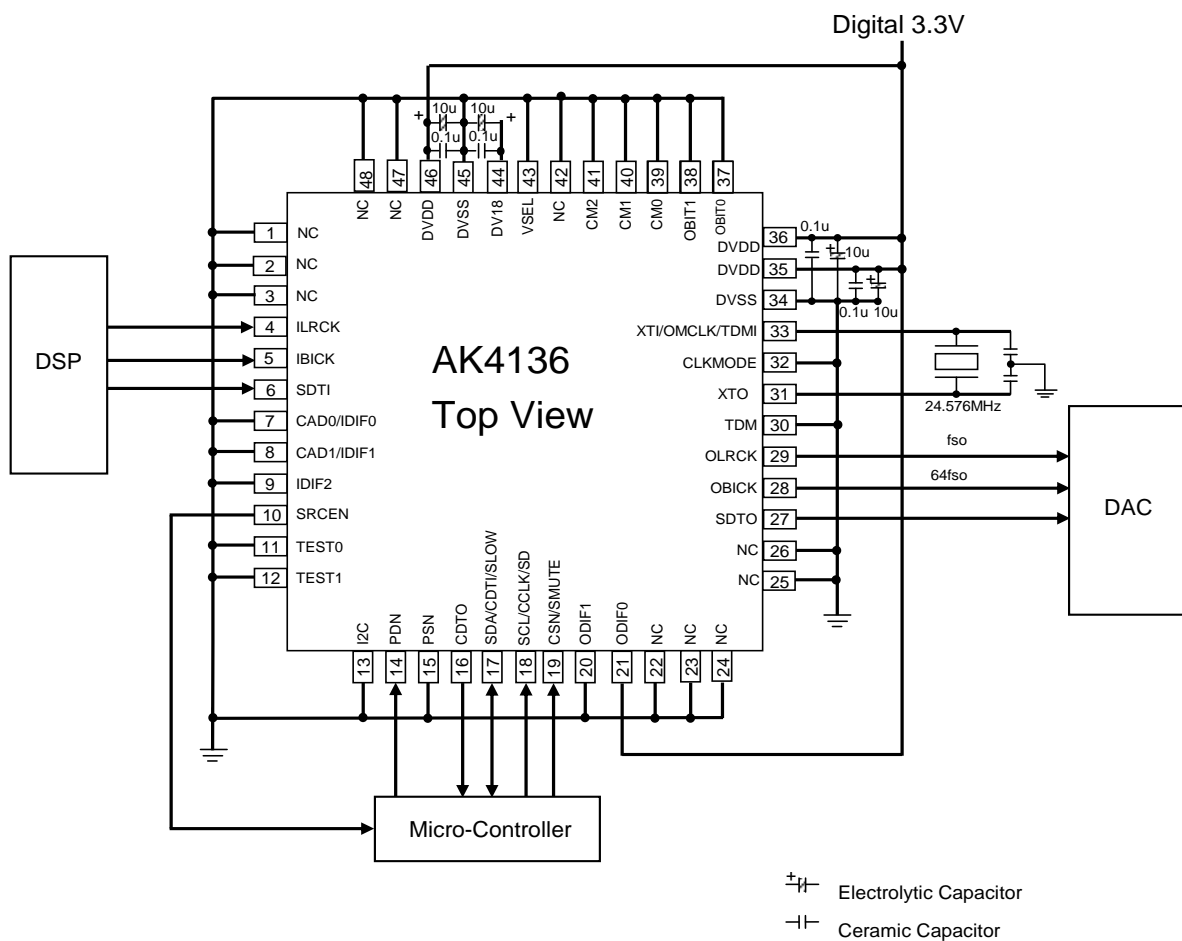 Digital 3.3V
+ 10u 10u +
0.1u 0.1u
48 47 46 45 44 43 42 41 40 39 38 37
NC NC DVDD DVSS DV18 VSEL NC CM2 CM1 CM0 OBIT1 OBIT0
1 NC
2 NC
3 NC
4 ILRCK
5 IBICK
6 SDTI
7 CAD0/IDIF0
8 CAD1/IDIF1
9 IDIF2
10 SRCEN
11 TEST0
12 TEST1
DSP
AK4136
Top View
DVDD 36
DVDD 35
DVSS 34
XTI/OMCLK/TDMI 33
CLKMODE 32
XTO 31
TDM 30
OLRCK 29
OBICK 28
SDTO 27
NC 26
NC 25
0.1u
+ 10u
+
0.1u 10u
24.576MHz
fso
64fso
DAC
I2C PDN PSN CDTO SDA/CDTI/SLOW SCL/CCLK/SD CSN/SMUTE ODIF1 ODIF0 NC NC NC
13 14 15 16 17 18 19 20 21 22 23 24
Micro-Controller
+ Electrolytic Capacitor
Ceramic Capacitor